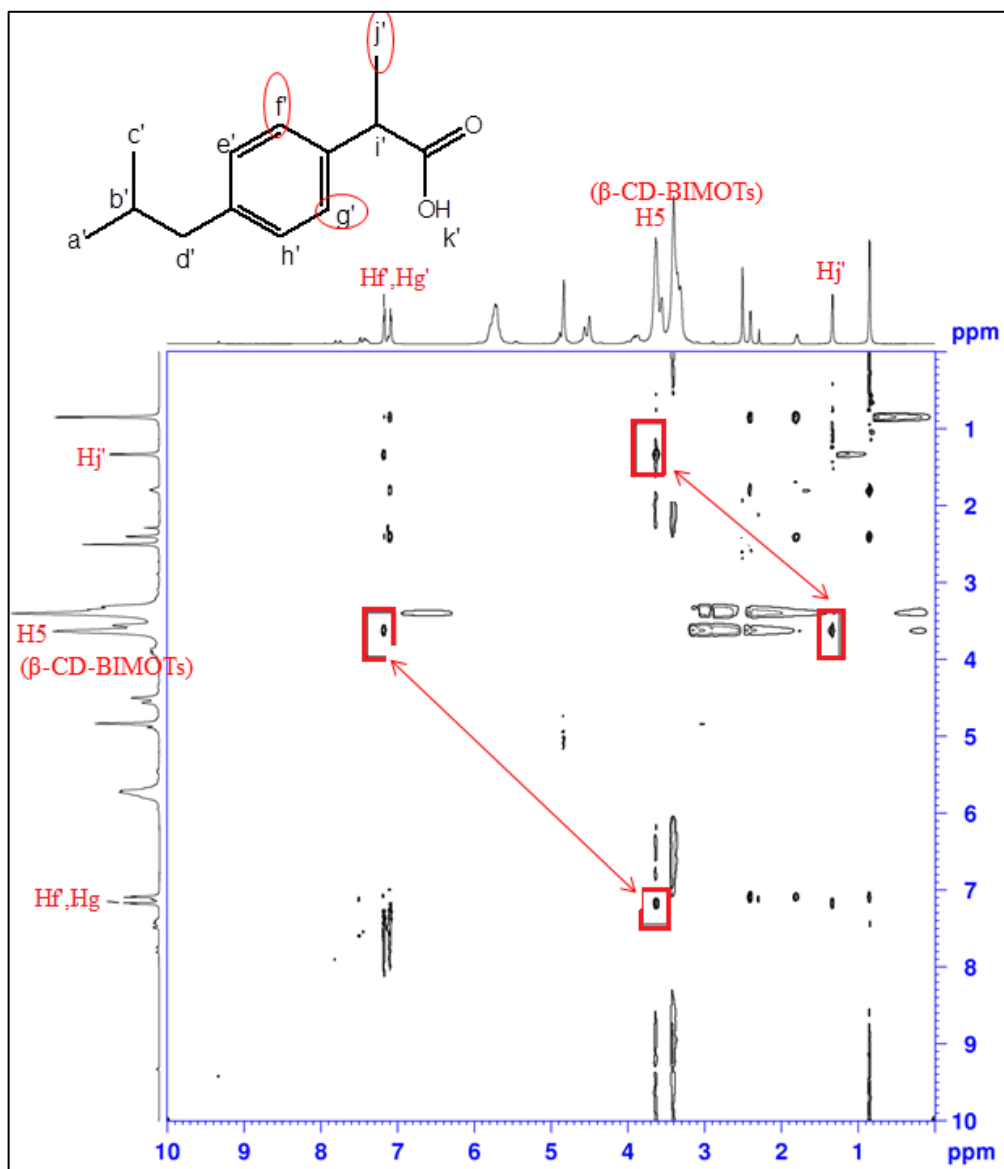 j'
c'
f'
O
e'
i'
b'
OH
g'
k'
a'
d'
h'
(β-CD-BIMOTs)
H5
Hf',Hg'
Hj'
ppm
1
Hj'
2
3
H5
(β-CD-BIMOTs)
4
5
6
Hf',Hg
7
8
9
10
10 9 8 7 6 5 4 3 2 1 ppm